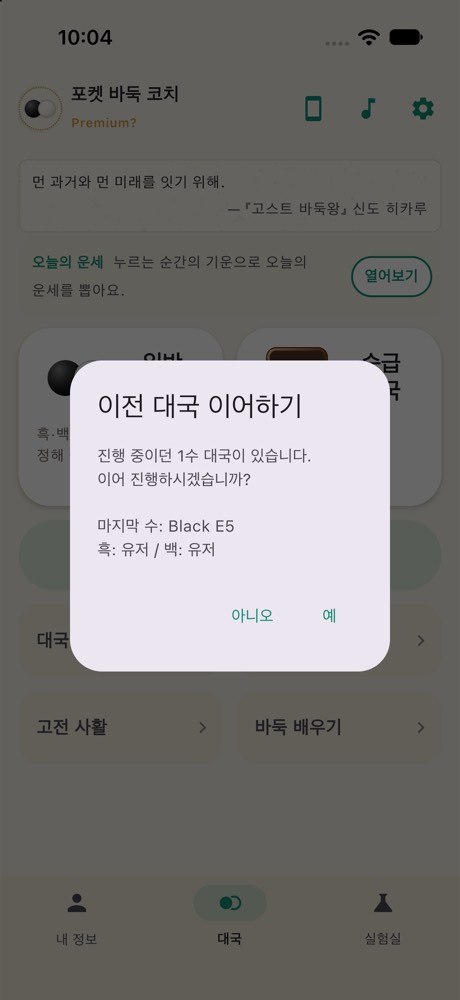 10:04
포켓 바둑 코치
Premium?
먼 과거와 먼 미래를 잇기 위해.
—『고스트 바둑왕』 신도 히카루
오늘의 운세 누르는 순간의 기운으로 오늘의
운세를 뽑아요.
열어보기
흑·백
정해
이전 대국 이어하기
진행 중이던 1수 대국이 있습니다.
이어 진행하시겠습니까?
마지막 수: Black E5
흑: 유저 / 백: 유저
아니오
예
대국
고전 사활
바둑 배우기
내 정보
대국
실험실